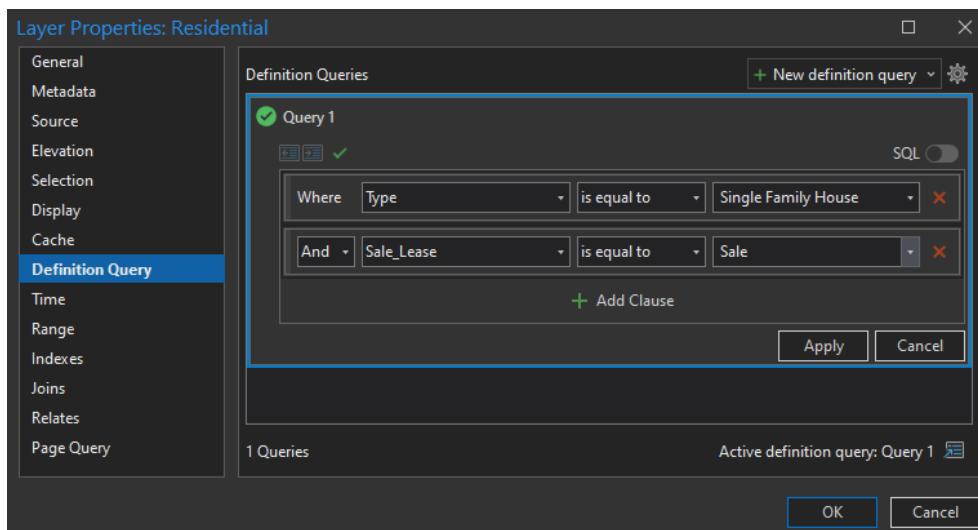 Layer Properties: Residential
General
Metadata
Source
Elevation
Selection
Display
Cache
Definition Query
Time
Range
Indexes
Joins
Relates
Page Query
Definition Queries
+ New definition query
Query 1
SQL
Where Type is equal to Single Family House
And Sale_Lease is equal to Sale
+ Add Clause
Apply Cancel
1 Queries Active definition query: Query 1
OK Cancel